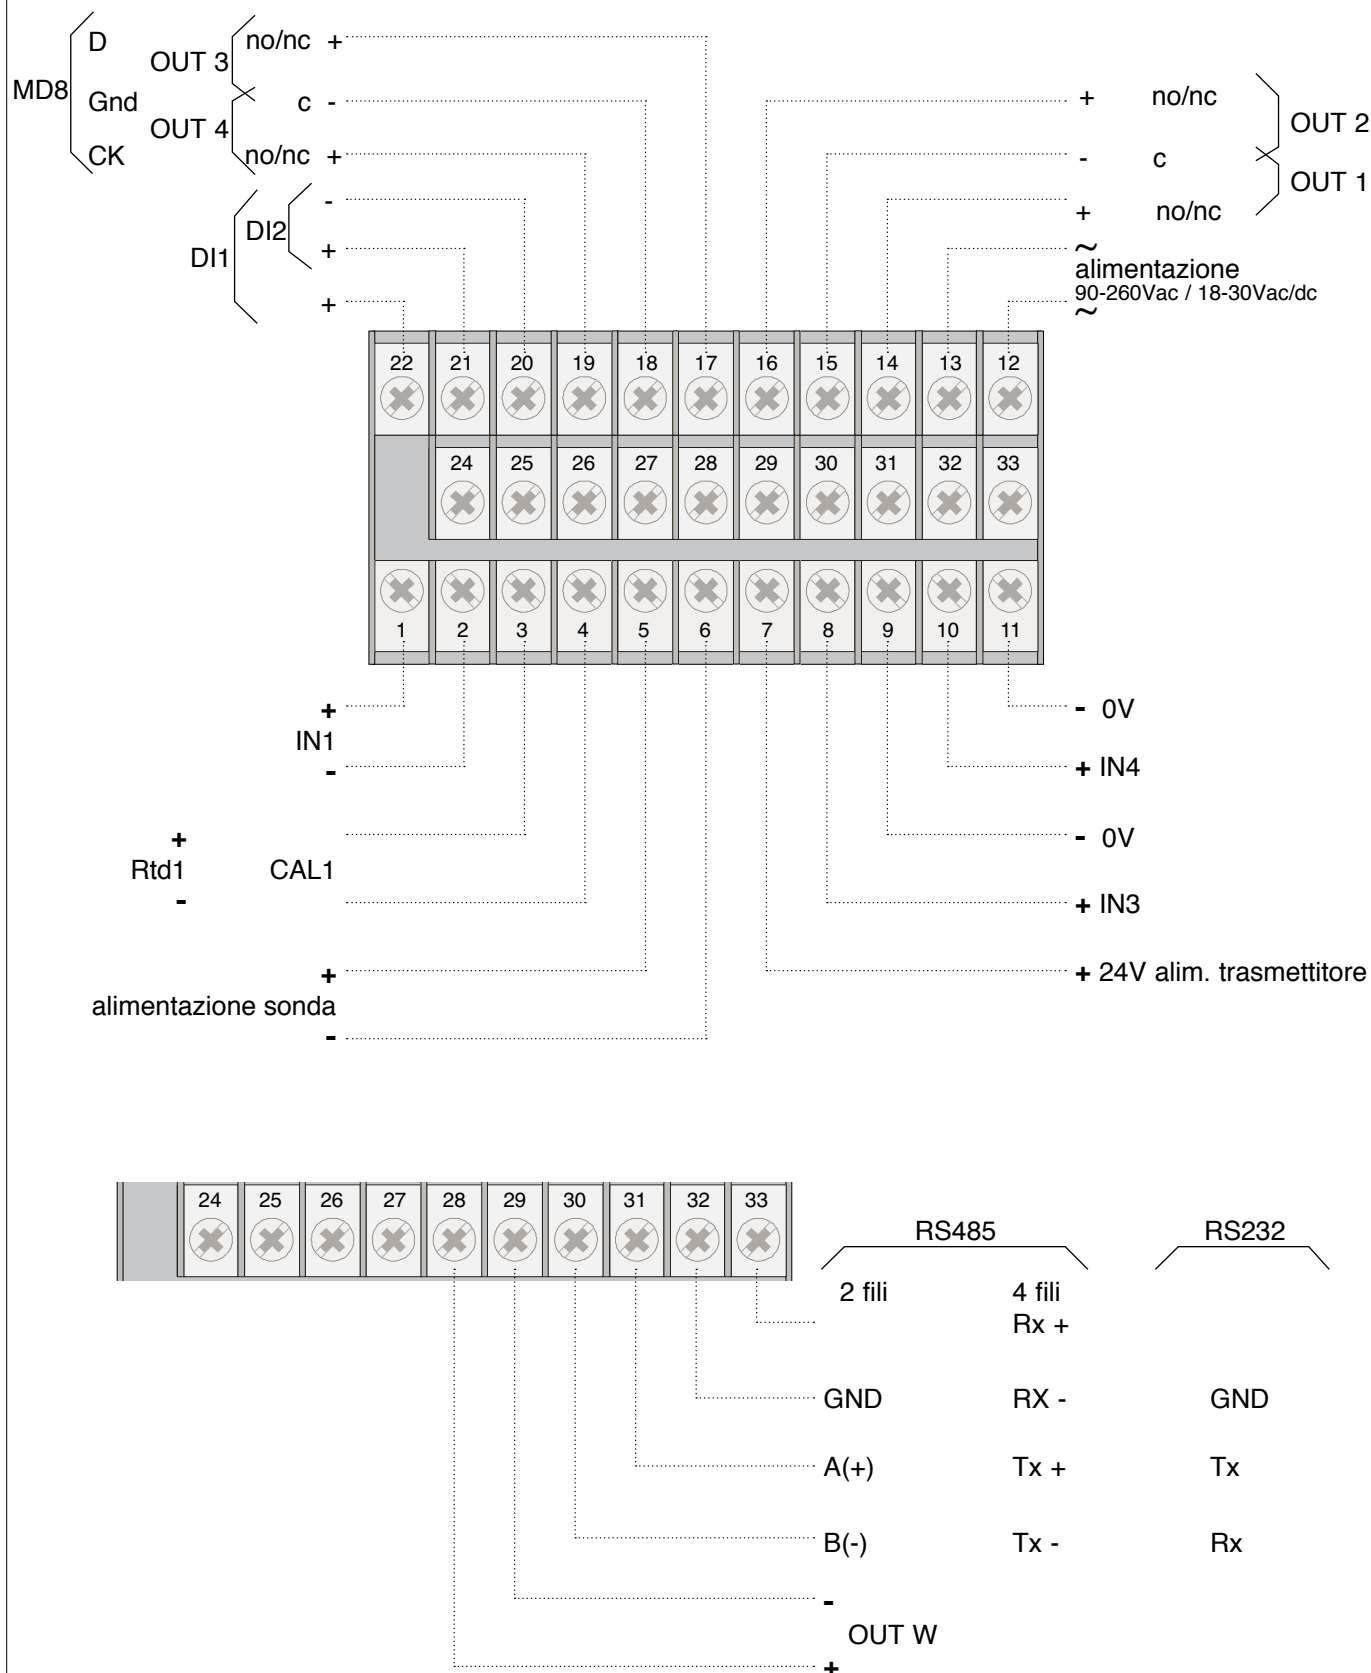 D
OUT 3
no/nc +
MD8
Gnd
c -
OUT 4
CK
no/nc +
-
DI2
+
DI1
+
+ no/nc
OUT 2
- c
OUT 1
+ no/nc
~
alimentazione
90-260Vac / 18-30Vac/dc
~
22 21 20 19 18 17 16 15 14 13 12
24 25 26 27 28 29 30 31 32 33
1 2 3 4 5 6 7 8 9 10 11
+
IN1
-
+
Rtd1 CAL1
-
+
alimentazione sonda
-
- 0V
+ IN4
- 0V
+ IN3
+ 24V alim. trasmettitore
24 25 26 27 28 29 30 31 32 33
RS485 RS232
2 fili 4 fili
Rx +
GND RX - GND
A(+) Tx + Tx
B(-) Tx - Rx
-
OUT W
+